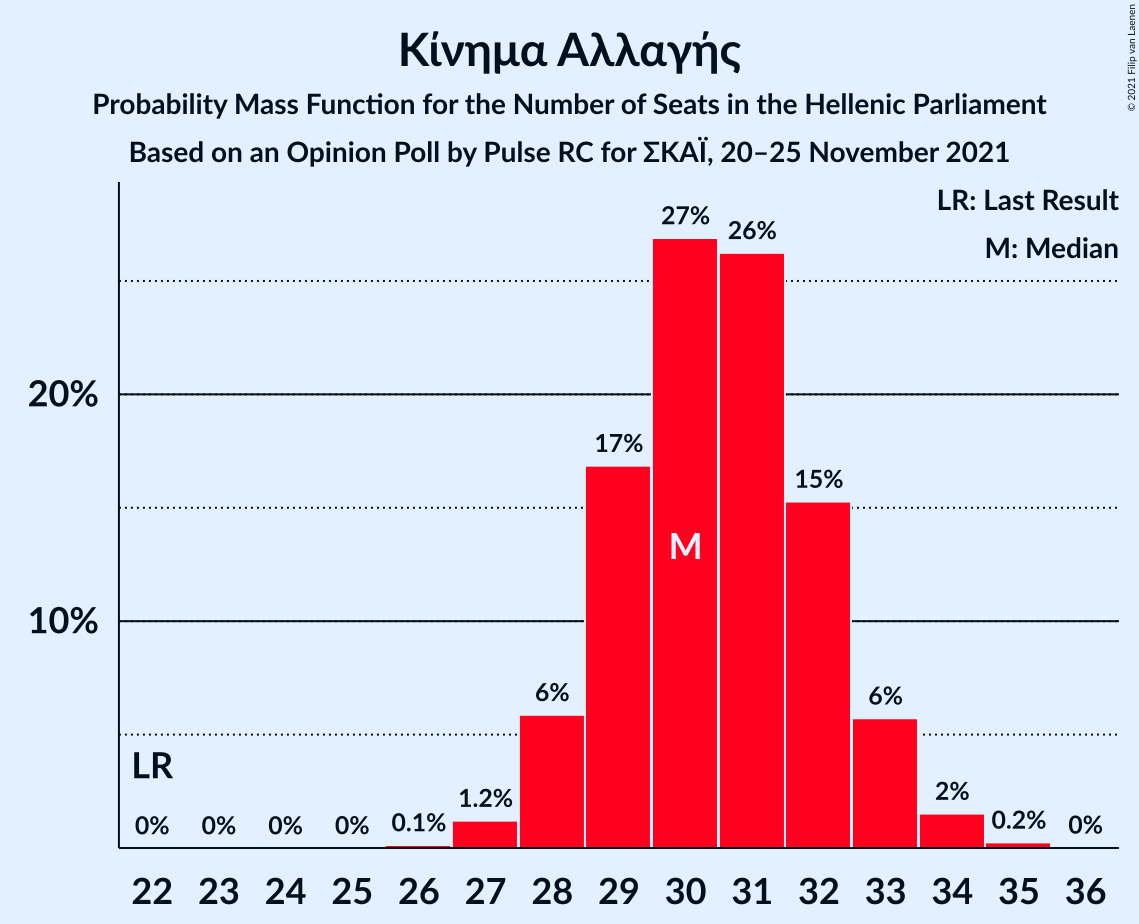 Κίνημα Αλλαγής
Probability Mass Function for the Number of Seats in the Hellenic Parliament
Based on an Opinion Poll by Pulse RC for ΣΚΑΪ, 20–25 November 2021
© 2021 Filip van Laenen
LR: Last Result
M: Median
27%
26%
20%
17%
15%
M
10%
6%
6%
LR
1.2%
2%
0%
0%
0%
0%
0.1%
0.2%
0%
22 23 24 25 26 27 28 29 30 31 32 33 34 35 36